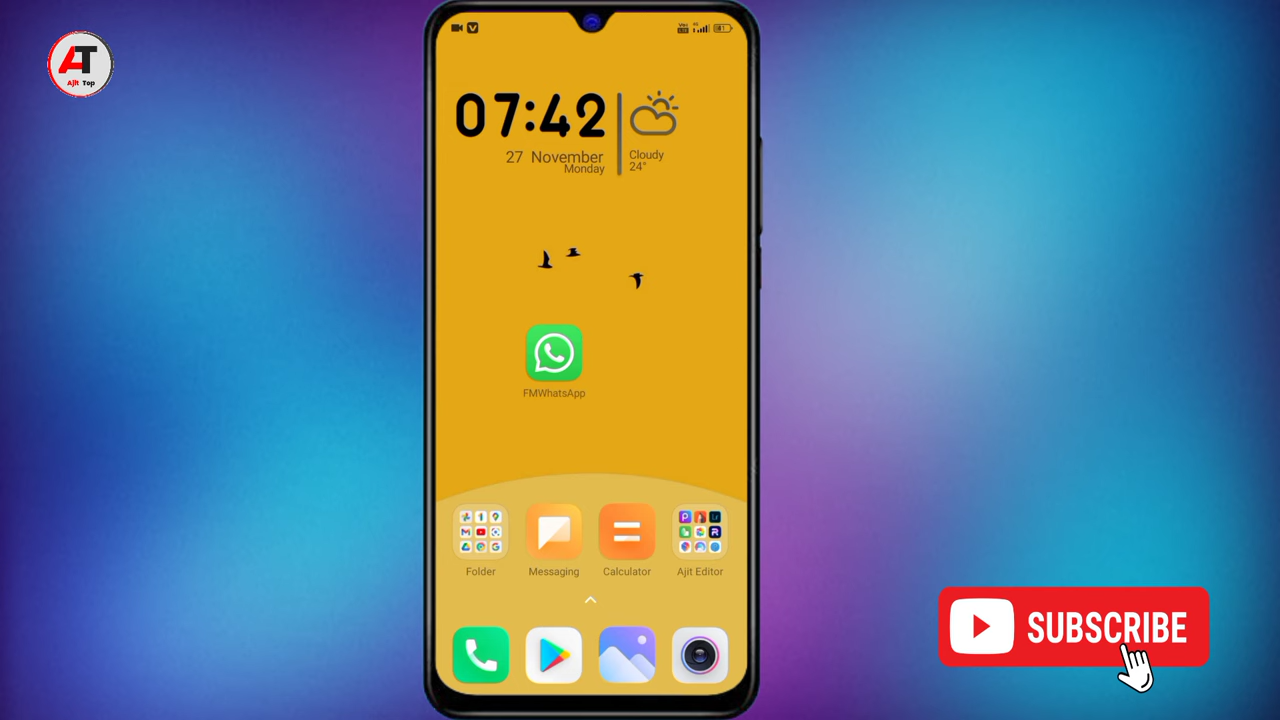 AT
Ajit Top
07:42
27 November
Monday
Cloudy
24°
FMWhatsApp
Folder
Messaging
Calculator
Ajit Editor
SUBSCRIBE